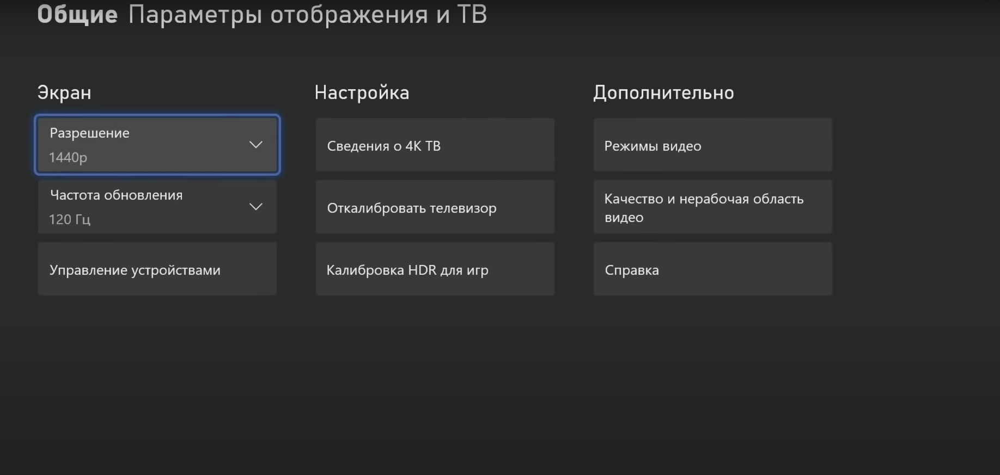 Общие Параметры отображения и ТВ
Экран
Разрешение
1440p
Частота обновления
120 Гц
Управление устройствами
Настройка
Сведения о 4К ТВ
Откалибровать телевизор
Калибровка HDR для игр
Дополнительно
Режимы видео
Качество и нерабочая область
видео
Справка